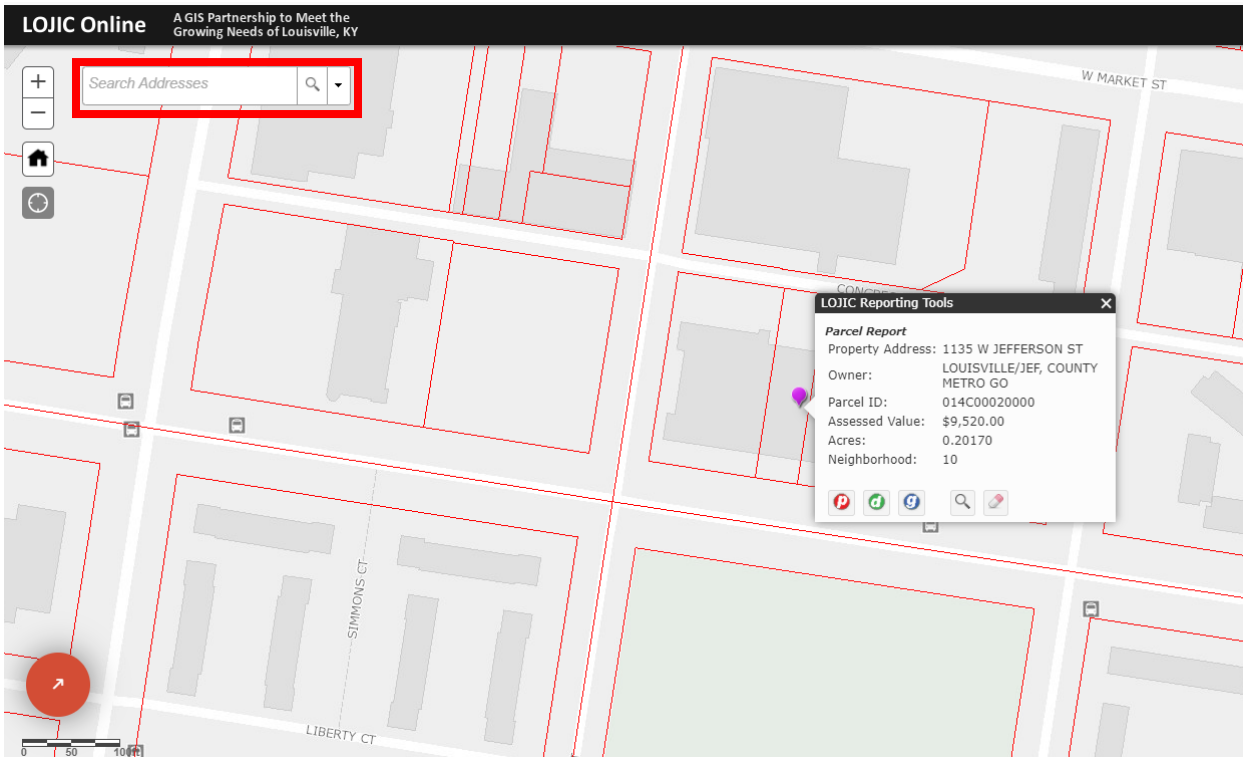 LOJIC Online
A GIS Partnership to Meet the
Growing Needs of Louisville, KY
+
Search Addresses
−
W MARKET ST
LOJIC Reporting Tools
Parcel Report
Property Address: 1135 W JEFFERSON ST
Owner: LOUISVILLE/JEF, COUNTY
METRO GO
Parcel ID: 014C00020000
Assessed Value: $9,520.00
Acres: 0.20170
Neighborhood: 10
p d g
SIMMONS CT
LIBERTY CT
0 50 100ft